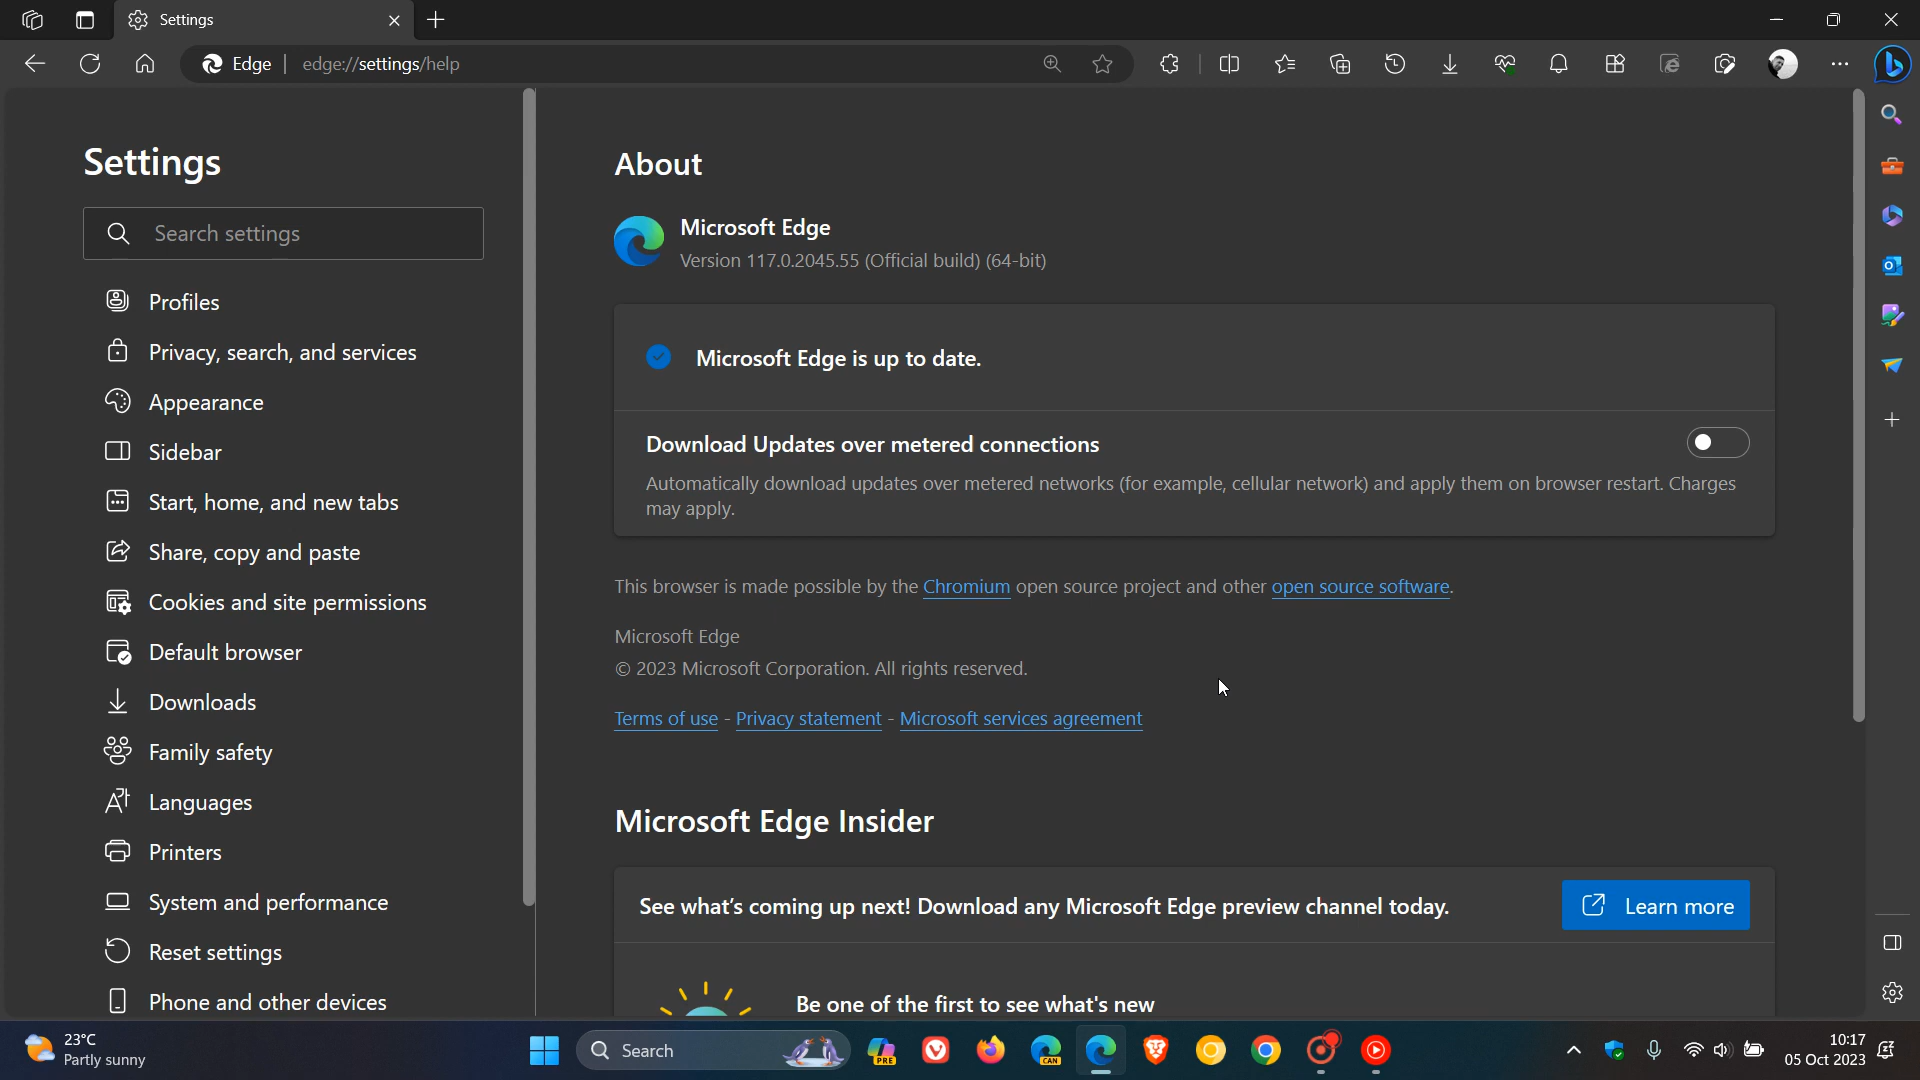 Settings
Edge
edge://settings/help
Settings
Search settings
Profiles
Privacy, search, and services
Appearance
Sidebar
Start, home, and new tabs
Share, copy and paste
Cookies and site permissions
Default browser
Downloads
Family safety
Languages
Printers
System and performance
Reset settings
Phone and other devices
About
Microsoft Edge
Version 117.0.2045.55 (Official build) (64-bit)
Microsoft Edge is up to date.
Download Updates over metered connections
Automatically download updates over metered networks (for example, cellular network) and apply them on browser restart. Charges
may apply.
This browser is made possible by the Chromium open source project and other open source software.
Microsoft Edge
© 2023 Microsoft Corporation. All rights reserved.
Terms of use - Privacy statement - Microsoft services agreement
Microsoft Edge Insider
See what's coming up next! Download any Microsoft Edge preview channel today.
Learn more
Be one of the first to see what's new
23°C
Partly sunny
Search
PRE
CAN
10:17
05 Oct 2023